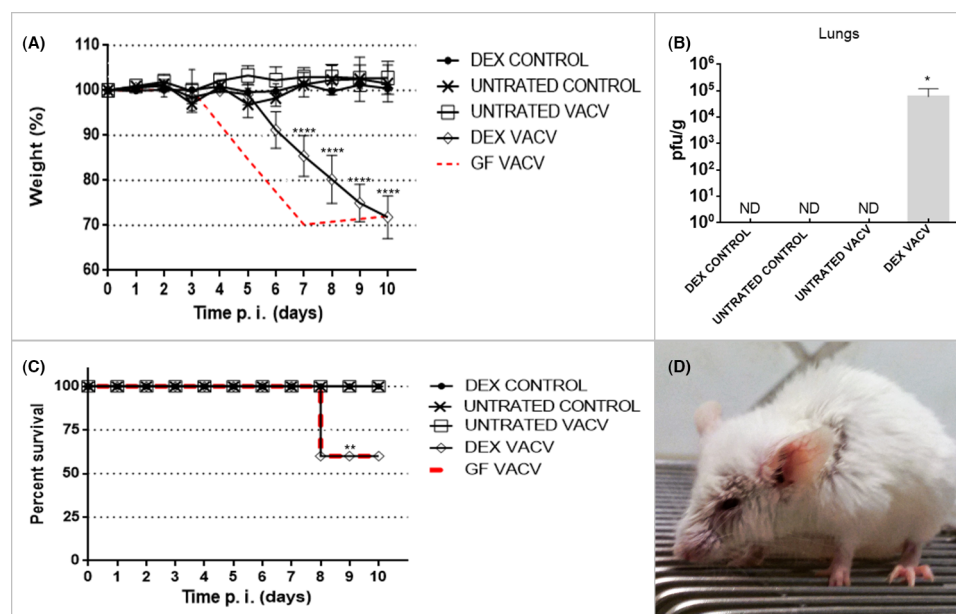 (A)
110
100
90
80
70
60
Weight (%)
0 1 2 3 4 5 6 7 8 9 10
Time p. i. (days)
****
****
****
****
DEX CONTROL
UNTRATED CONTROL
UNTRATED VACV
DEX VACV
GF VACV
(B)
Lungs
10⁶
10⁵
10⁴
10³
10²
10¹
10⁰
pfu/g
ND ND ND *
DEX CONTROL
UNTRATED CONTROL
UNTRATED VACV
DEX VACV
(C)
100
75
50
25
0
Percent survival
**
0 1 2 3 4 5 6 7 8 9 10
Time p. i. (days)
DEX CONTROL
UNTRATED CONTROL
UNTRATED VACV
DEX VACV
GF VACV
(D)